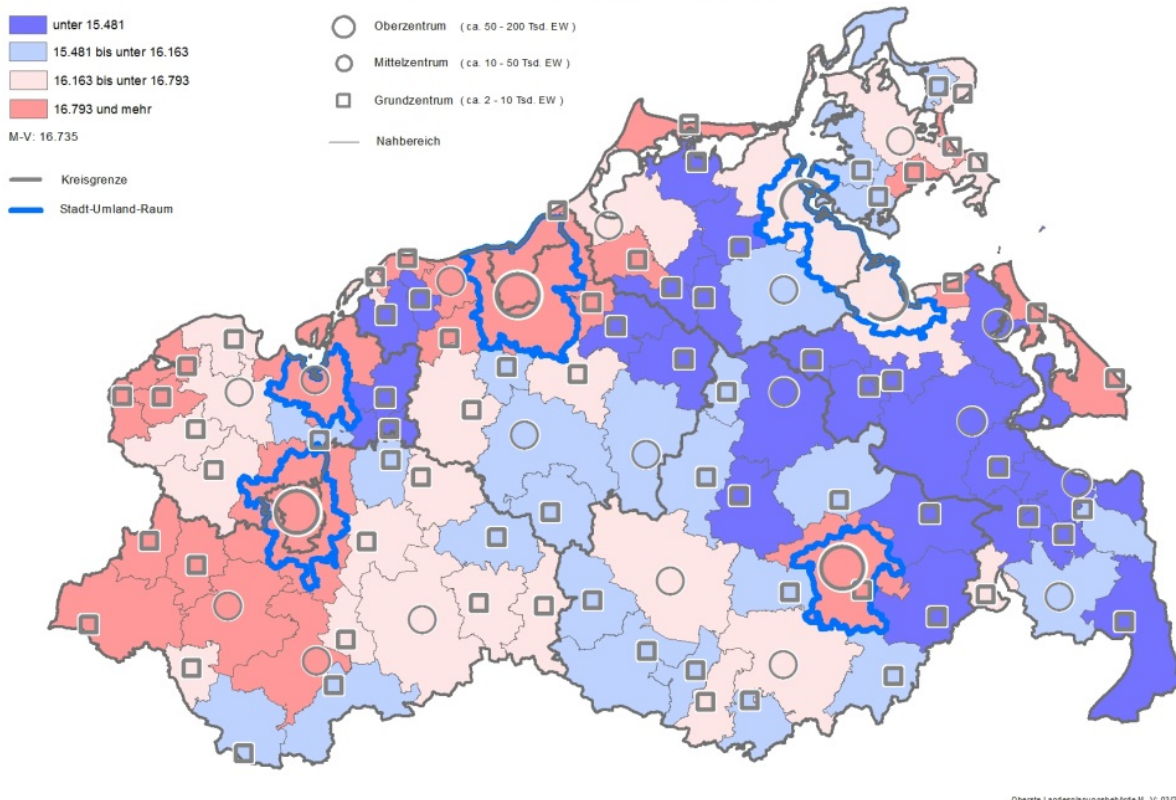 unter 15.481
15.481 bis unter 16.163
16.163 bis unter 16.793
16.793 und mehr
M-V: 16.735
Kreisgrenze
Stadt-Umland-Raum
Oberzentrum ( ca. 50 - 200 Tsd. EW )
Mittelzentrum ( ca. 10 - 50 Tsd. EW )
Grundzentrum ( ca. 2 - 10 Tsd. EW )
Nahbereich
Oberste Landesplanungsbehörde M-V;